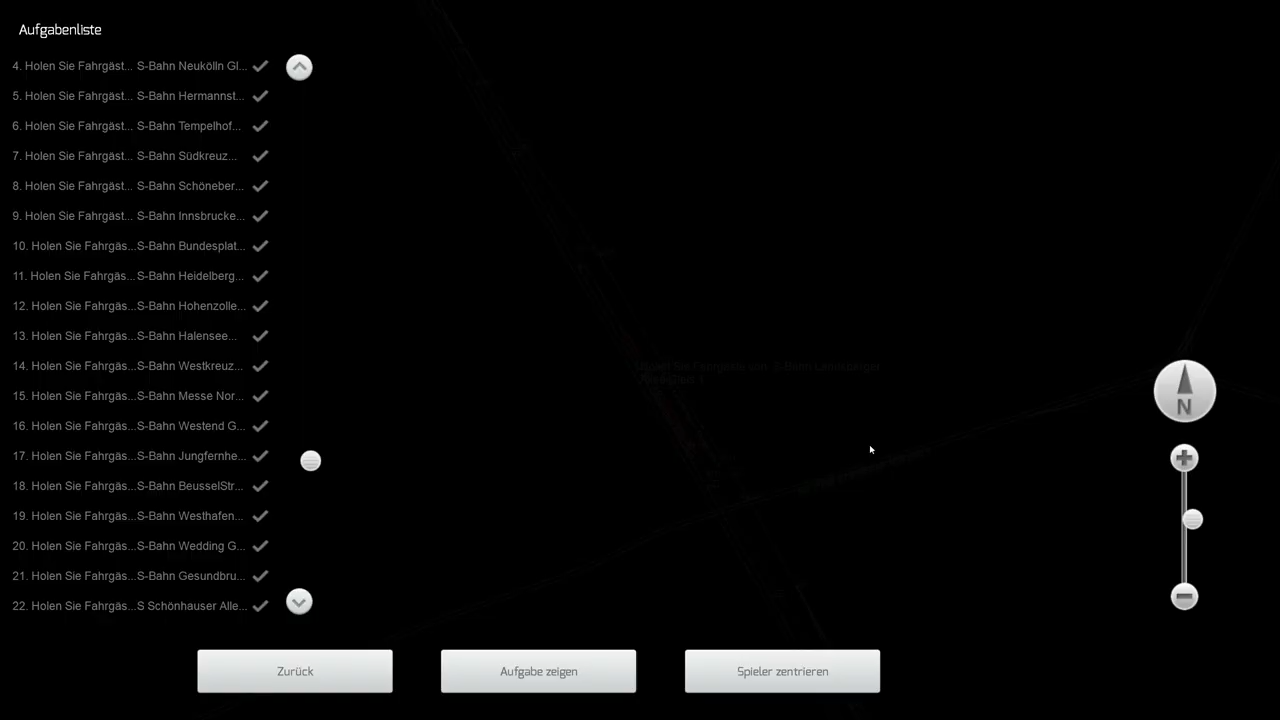 Aufgabenliste
4. Holen Sie Fahrgäst... S-Bahn Neukölln Gl...
5. Holen Sie Fahrgäst... S-Bahn Hermannst...
6. Holen Sie Fahrgäst... S-Bahn Tempelhof...
7. Holen Sie Fahrgäst... S-Bahn Südkreuz...
8. Holen Sie Fahrgäst... S-Bahn Schöneber...
9. Holen Sie Fahrgäst... S-Bahn Innsbrucke...
10. Holen Sie Fahrgäs...S-Bahn Bundesplat...
11. Holen Sie Fahrgäs...S-Bahn Heidelberg...
12. Holen Sie Fahrgäs...S-Bahn Hohenzolle...
13. Holen Sie Fahrgäs...S-Bahn Halensee...
14. Holen Sie Fahrgäs...S-Bahn Westkreuz...
15. Holen Sie Fahrgäs...S-Bahn Messe Nor...
16. Holen Sie Fahrgäs...S-Bahn Westend G...
17. Holen Sie Fahrgäs...S-Bahn Jungfernhe...
18. Holen Sie Fahrgäs...S-Bahn BeusselStr...
19. Holen Sie Fahrgäs...S-Bahn Westhafen...
20. Holen Sie Fahrgäs...S-Bahn Wedding G...
21. Holen Sie Fahrgäs...S-Bahn Gesundbru...
22. Holen Sie Fahrgäs...S Schönhauser Alle...
Holen Sie Fahrgäste von S-Bahn Landsberger
N
Zurück
Aufgabe zeigen
Spieler zentrieren